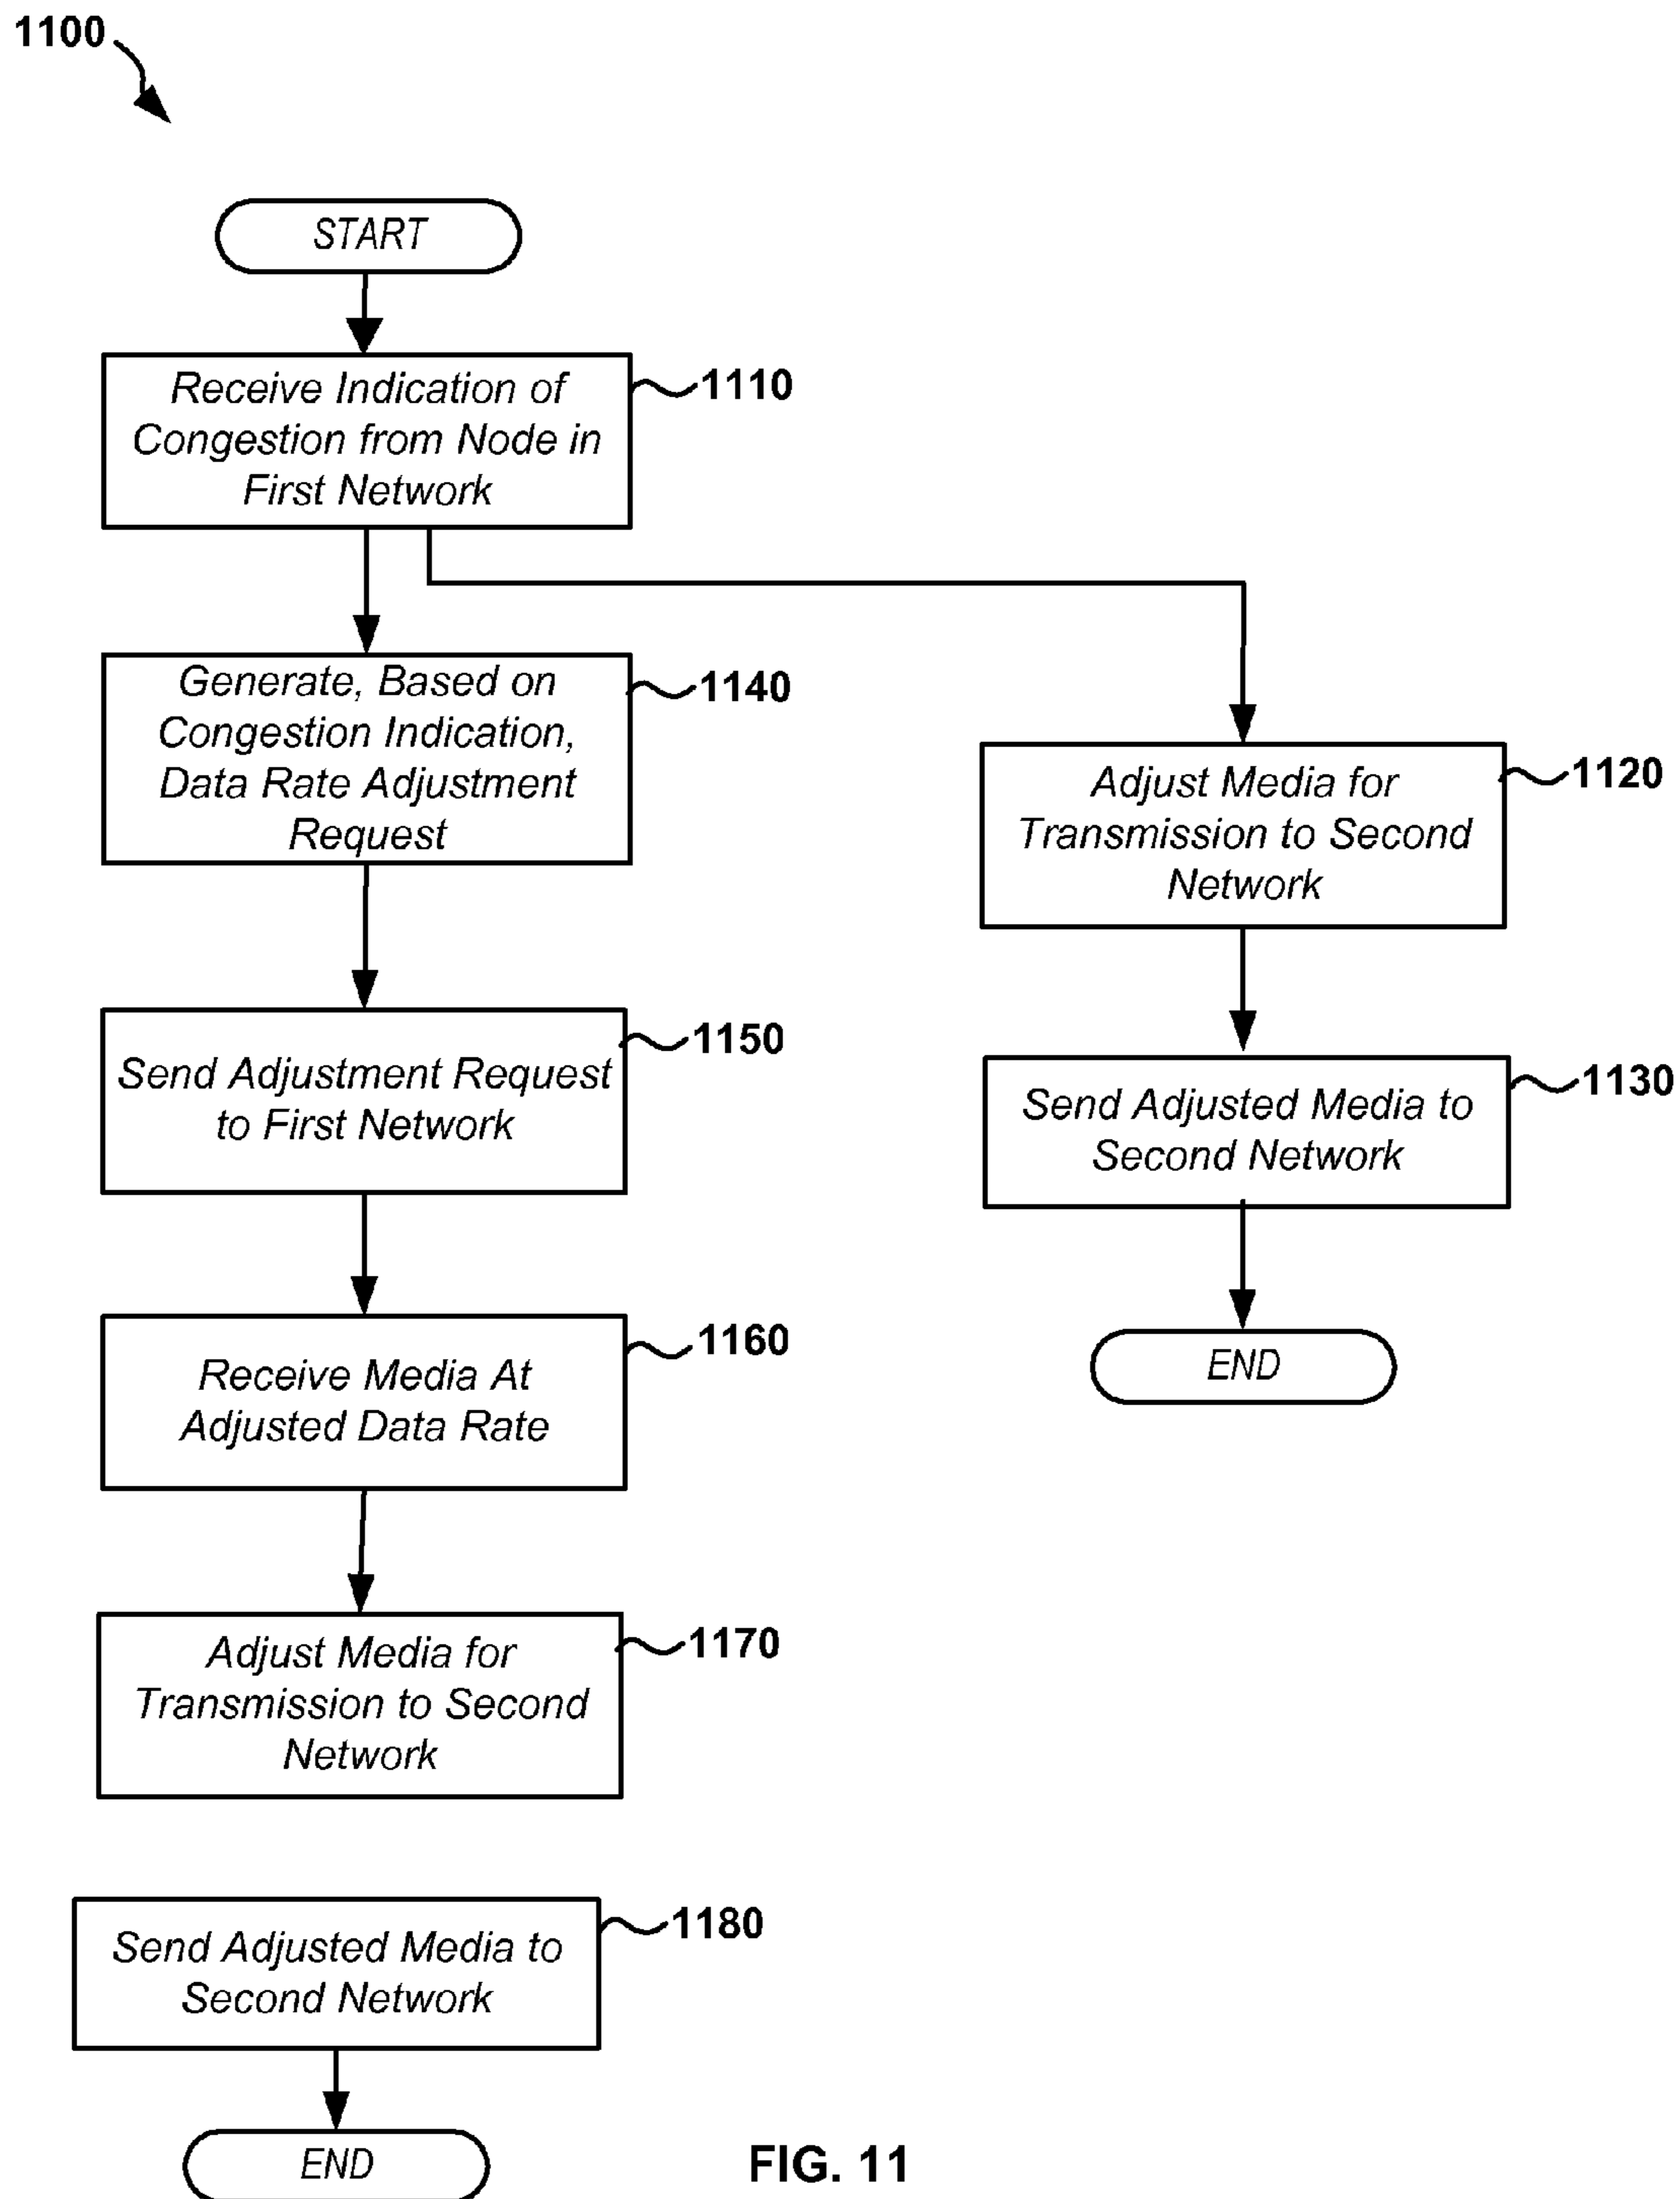 1100
START
Receive Indication of
Congestion from Node in
First Network
1110
Generate, Based on
Congestion Indication,
Data Rate Adjustment
Request
1140
Adjust Media for
Transmission to Second
Network
1120
Send Adjustment Request
to First Network
1150
Send Adjusted Media to
Second Network
1130
Receive Media At
Adjusted Data Rate
1160
END
Adjust Media for
Transmission to Second
Network
1170
Send Adjusted Media to
Second Network
1180
END
FIG. 11